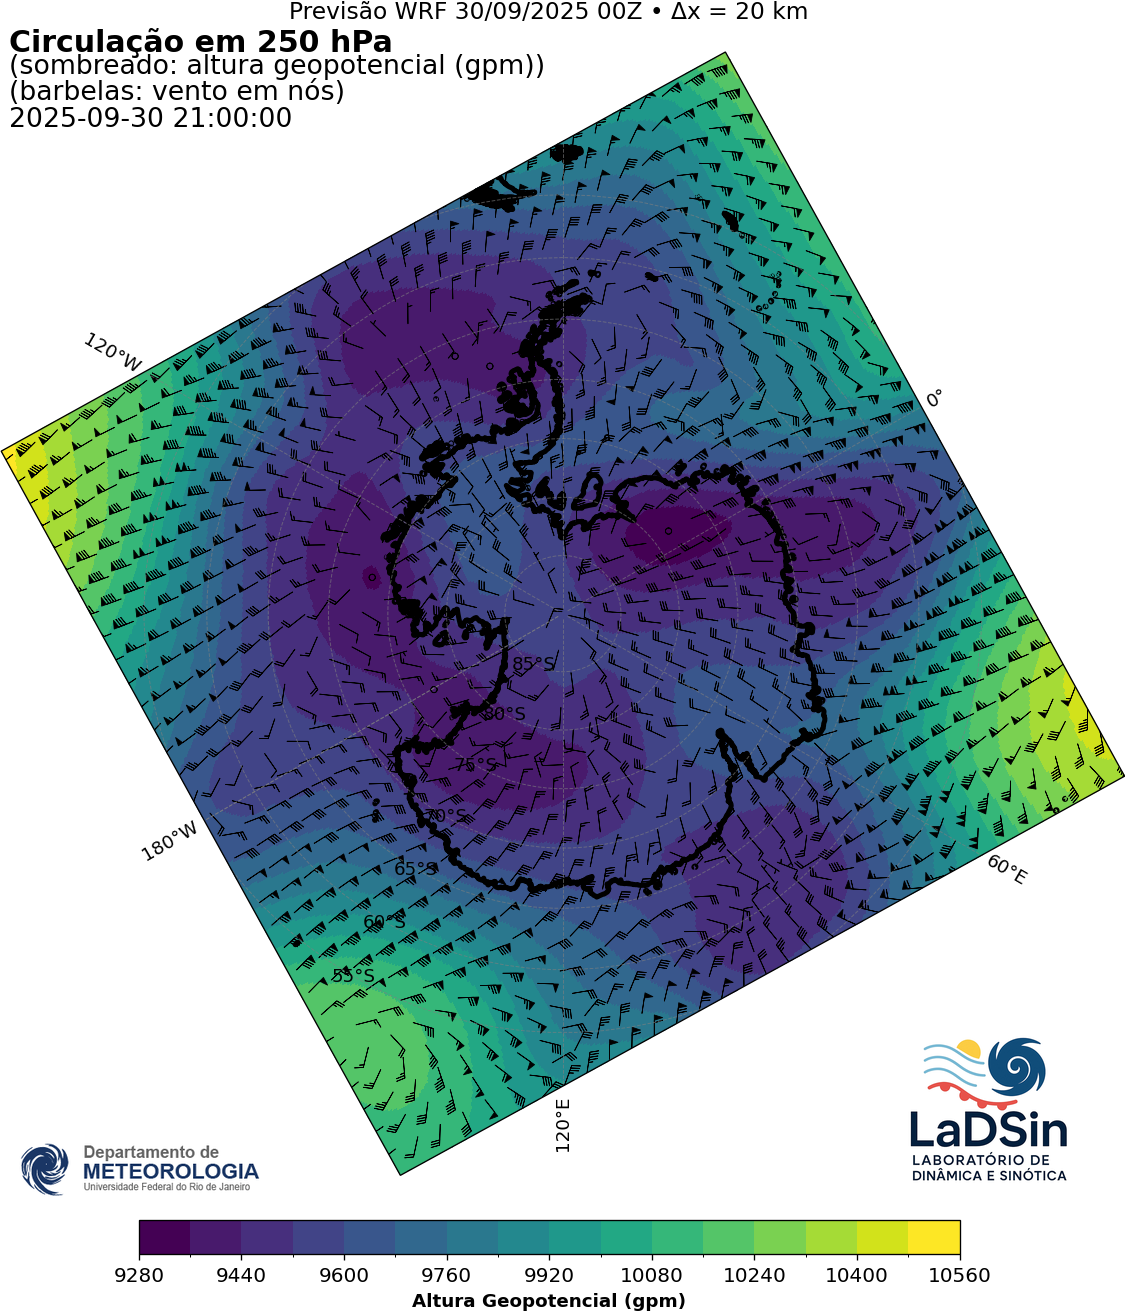 Previsão WRF 30/09/2025 00Z • Δx = 20 km
Circulação em 250 hPa
(sombreado: altura geopotencial (gpm))
(barbelas: vento em nós)
2025-09-30 21:00:00
120°W
0°
85°S
80°S
75°S
70°S
180°W
65°S
60°E
60°S
55°S
120°E
Departamento de
METEOROLOGIA
Universidade Federal do Rio de Janeiro
LaDSin
LABORATÓRIO DE
DINÂMICA E SINÓTICA
9280 9440 9600 9760 9920 10080 10240 10400 10560
Altura Geopotencial (gpm)